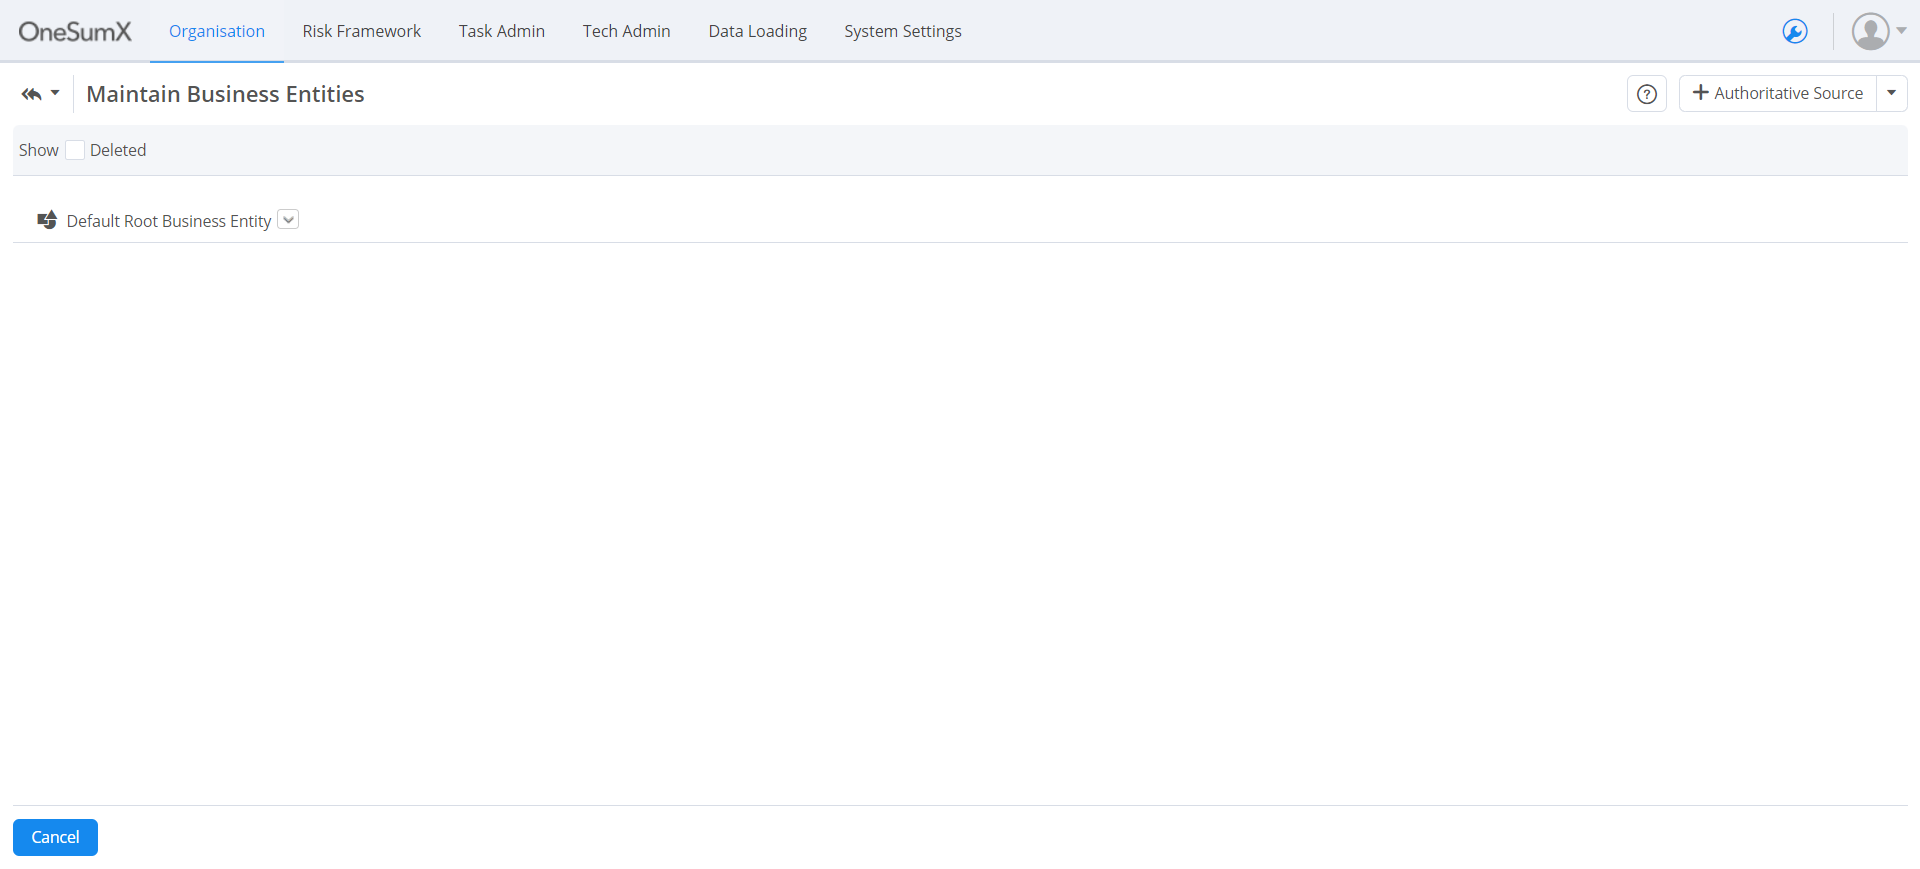 OneSumX Organisation Risk Framework Task Admin Tech Admin Data Loading System Settings
Maintain Business Entities ? + Authoritative Source
Show Deleted
Default Root Business Entity
Cancel